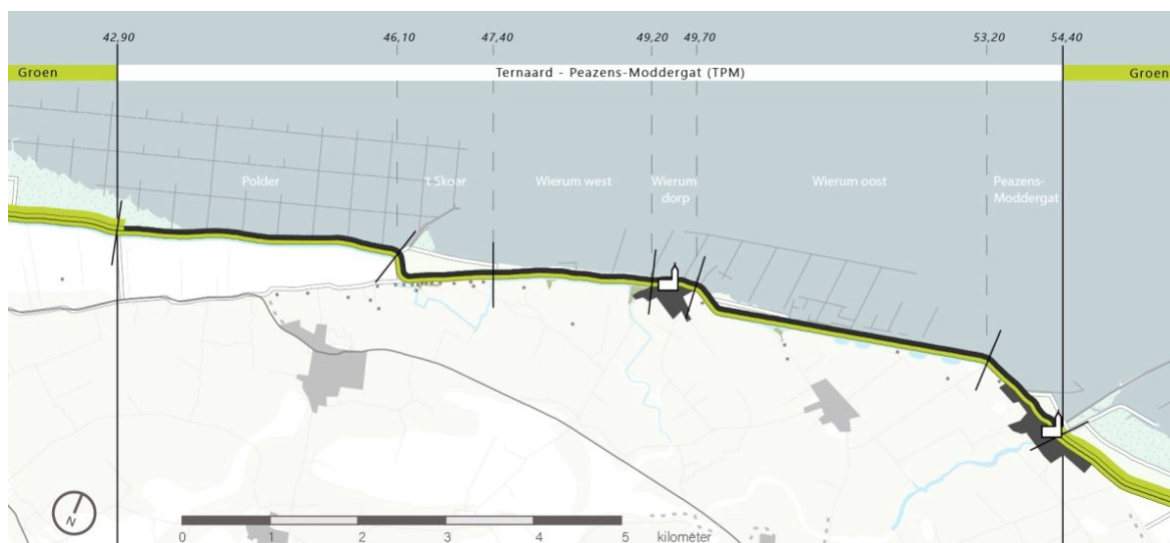 42,90 46,10 47,40 49,20 49,70 53,20 54,40
Groen Ternaard - Peazens-Moddergat (TPM) Groen
Polder 't Skoar Wierum west Wierum dorp Wierum oost Peazens-Moddergat
N
0 1 2 3 4 5 kilometer